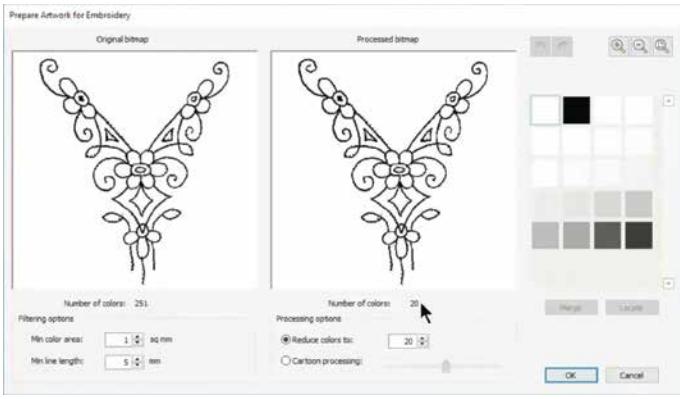 Prepare Artwork for Embroidery
Original bitmap
Processed bitmap
Number of colors: 251
Number of colors: 20
Filtering options
Min color area: 1 sq mm
Min line length: 5 mm
Processing options
Reduce colors to: 20
Cartoon processing:
Merge
Locate
OK
Cancel